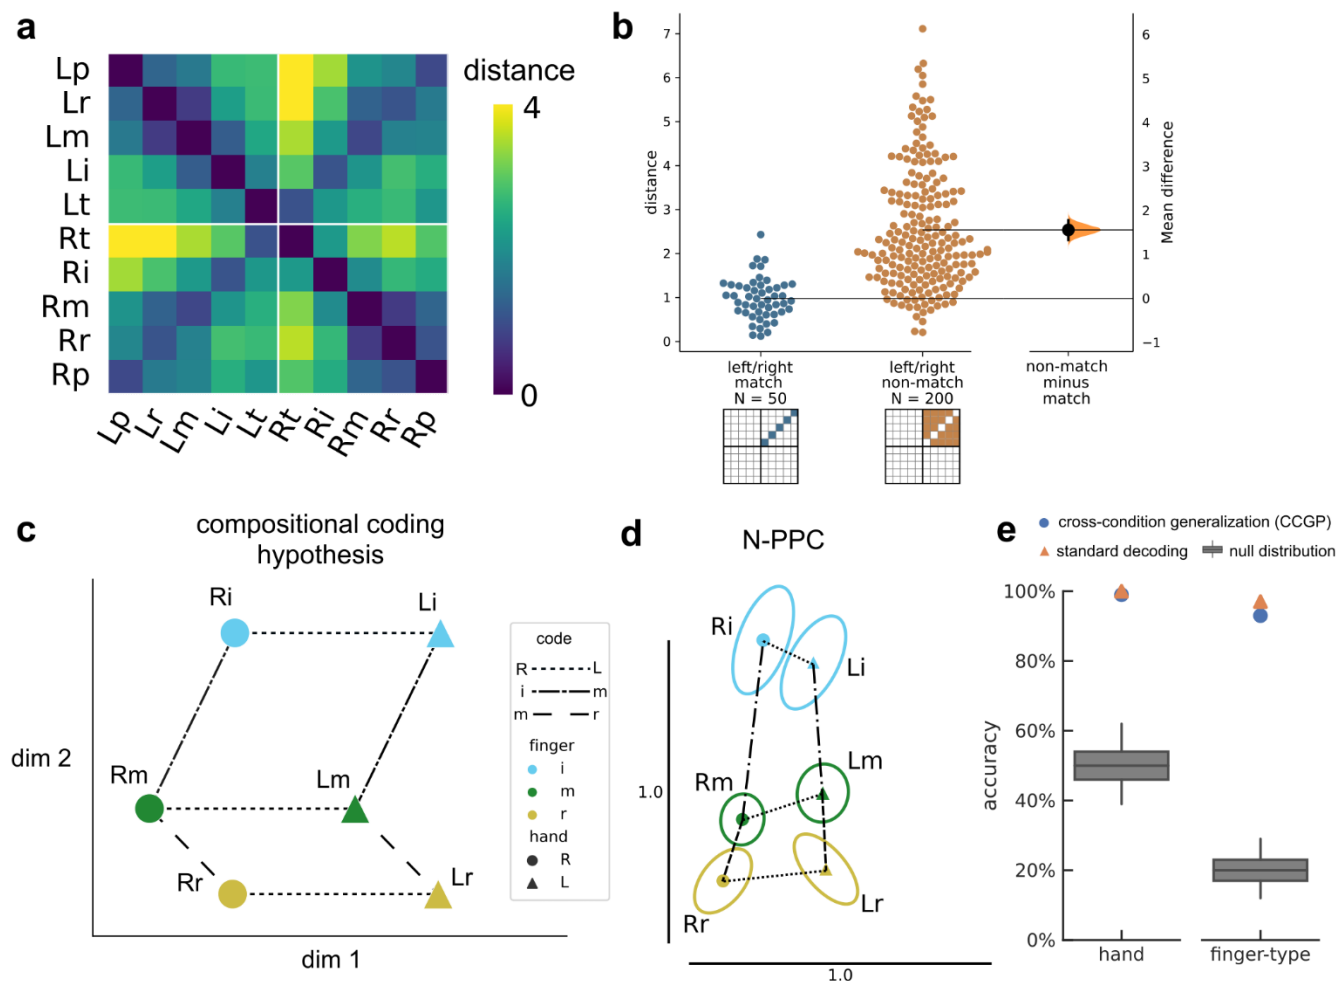 a
distance
Lp
Lr
Lm
Li
Lt
Rt
Ri
Rm
Rr
Rp
4
0
Lp
Lr
Lm
Li
Lt
Rt
Ri
Rm
Rr
Rp
b
distance
7
6
5
4
3
2
1
0
Mean difference
6
5
4
3
2
1
0
−1
left/right
match
N = 50
left/right
non-match
N = 200
non-match
minus
match
c
compositional coding
hypothesis
dim 2
dim 1
Ri
Li
Rm
Lm
Rr
Lr
code
R L
i m
m r
finger
i
m
r
hand
R
L
d
N-PPC
Ri
Li
Rm
Lm
Rr
Lr
1.0
1.0
e
cross-condition generalization (CCGP)
standard decoding
null distribution
accuracy
100%
80%
60%
40%
20%
0%
hand
finger-type